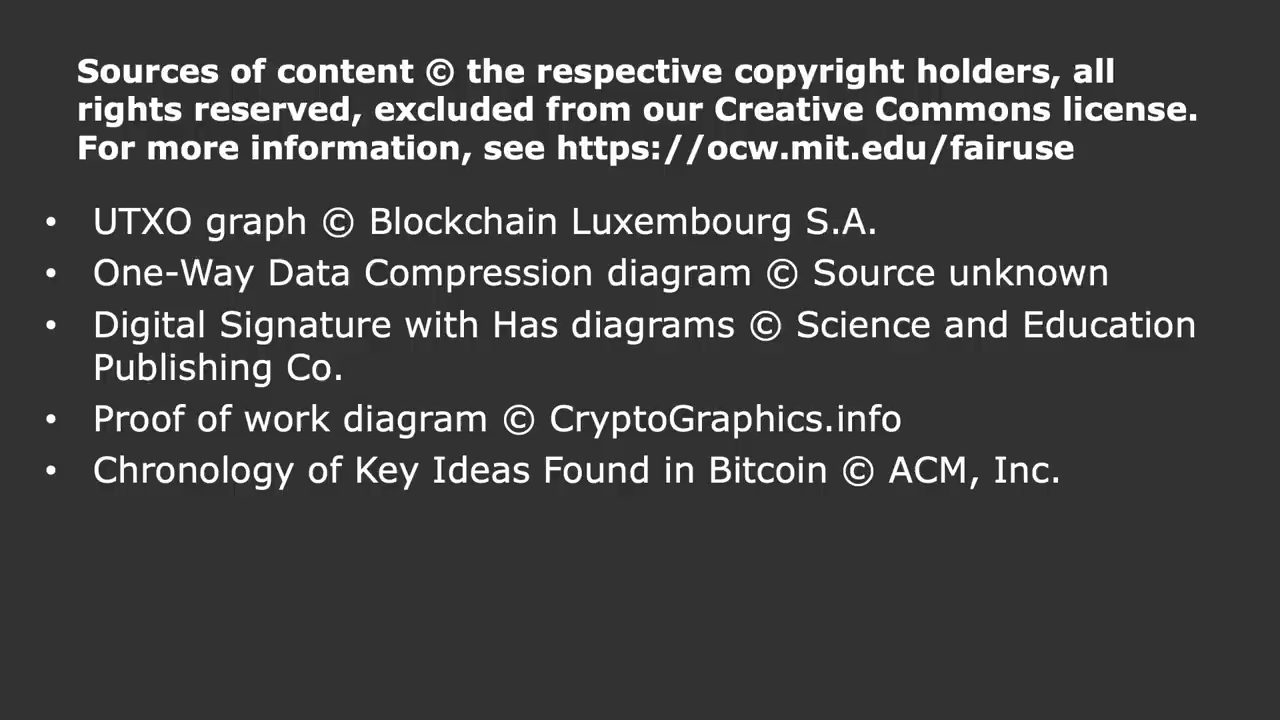 Sources of content © the respective copyright holders, all
rights reserved, excluded from our Creative Commons license.
For more information, see https://ocw.mit.edu/fairuse
• UTXO graph © Blockchain Luxembourg S.A.
• One-Way Data Compression diagram © Source unknown
• Digital Signature with Has diagrams © Science and Education
Publishing Co.
• Proof of work diagram © CryptoGraphics.info
• Chronology of Key Ideas Found in Bitcoin © ACM, Inc.